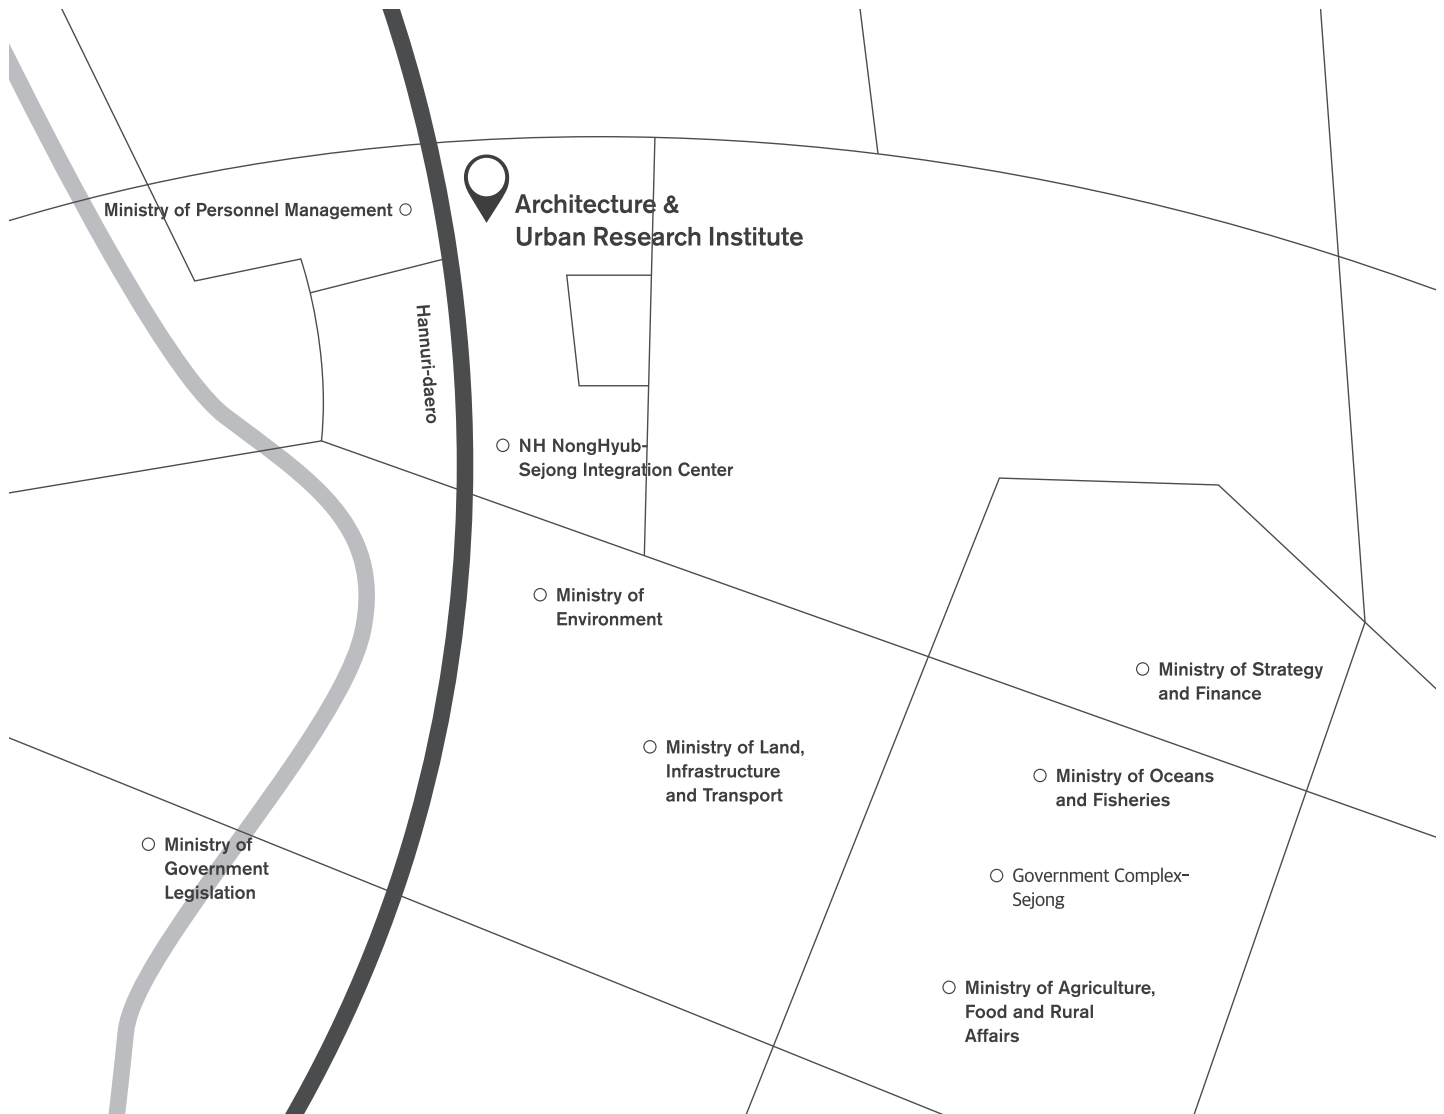 Ministry of Personnel Management
Architecture &
Urban Research Institute
Hannuri-daero
NH NongHyub-
Sejong Integration Center
Ministry of
Environment
Ministry of Strategy
and Finance
Ministry of Land,
Infrastructure
and Transport
Ministry of Oceans
and Fisheries
Ministry of
Government
Legislation
Government Complex-
Sejong
Ministry of Agriculture,
Food and Rural
Affairs